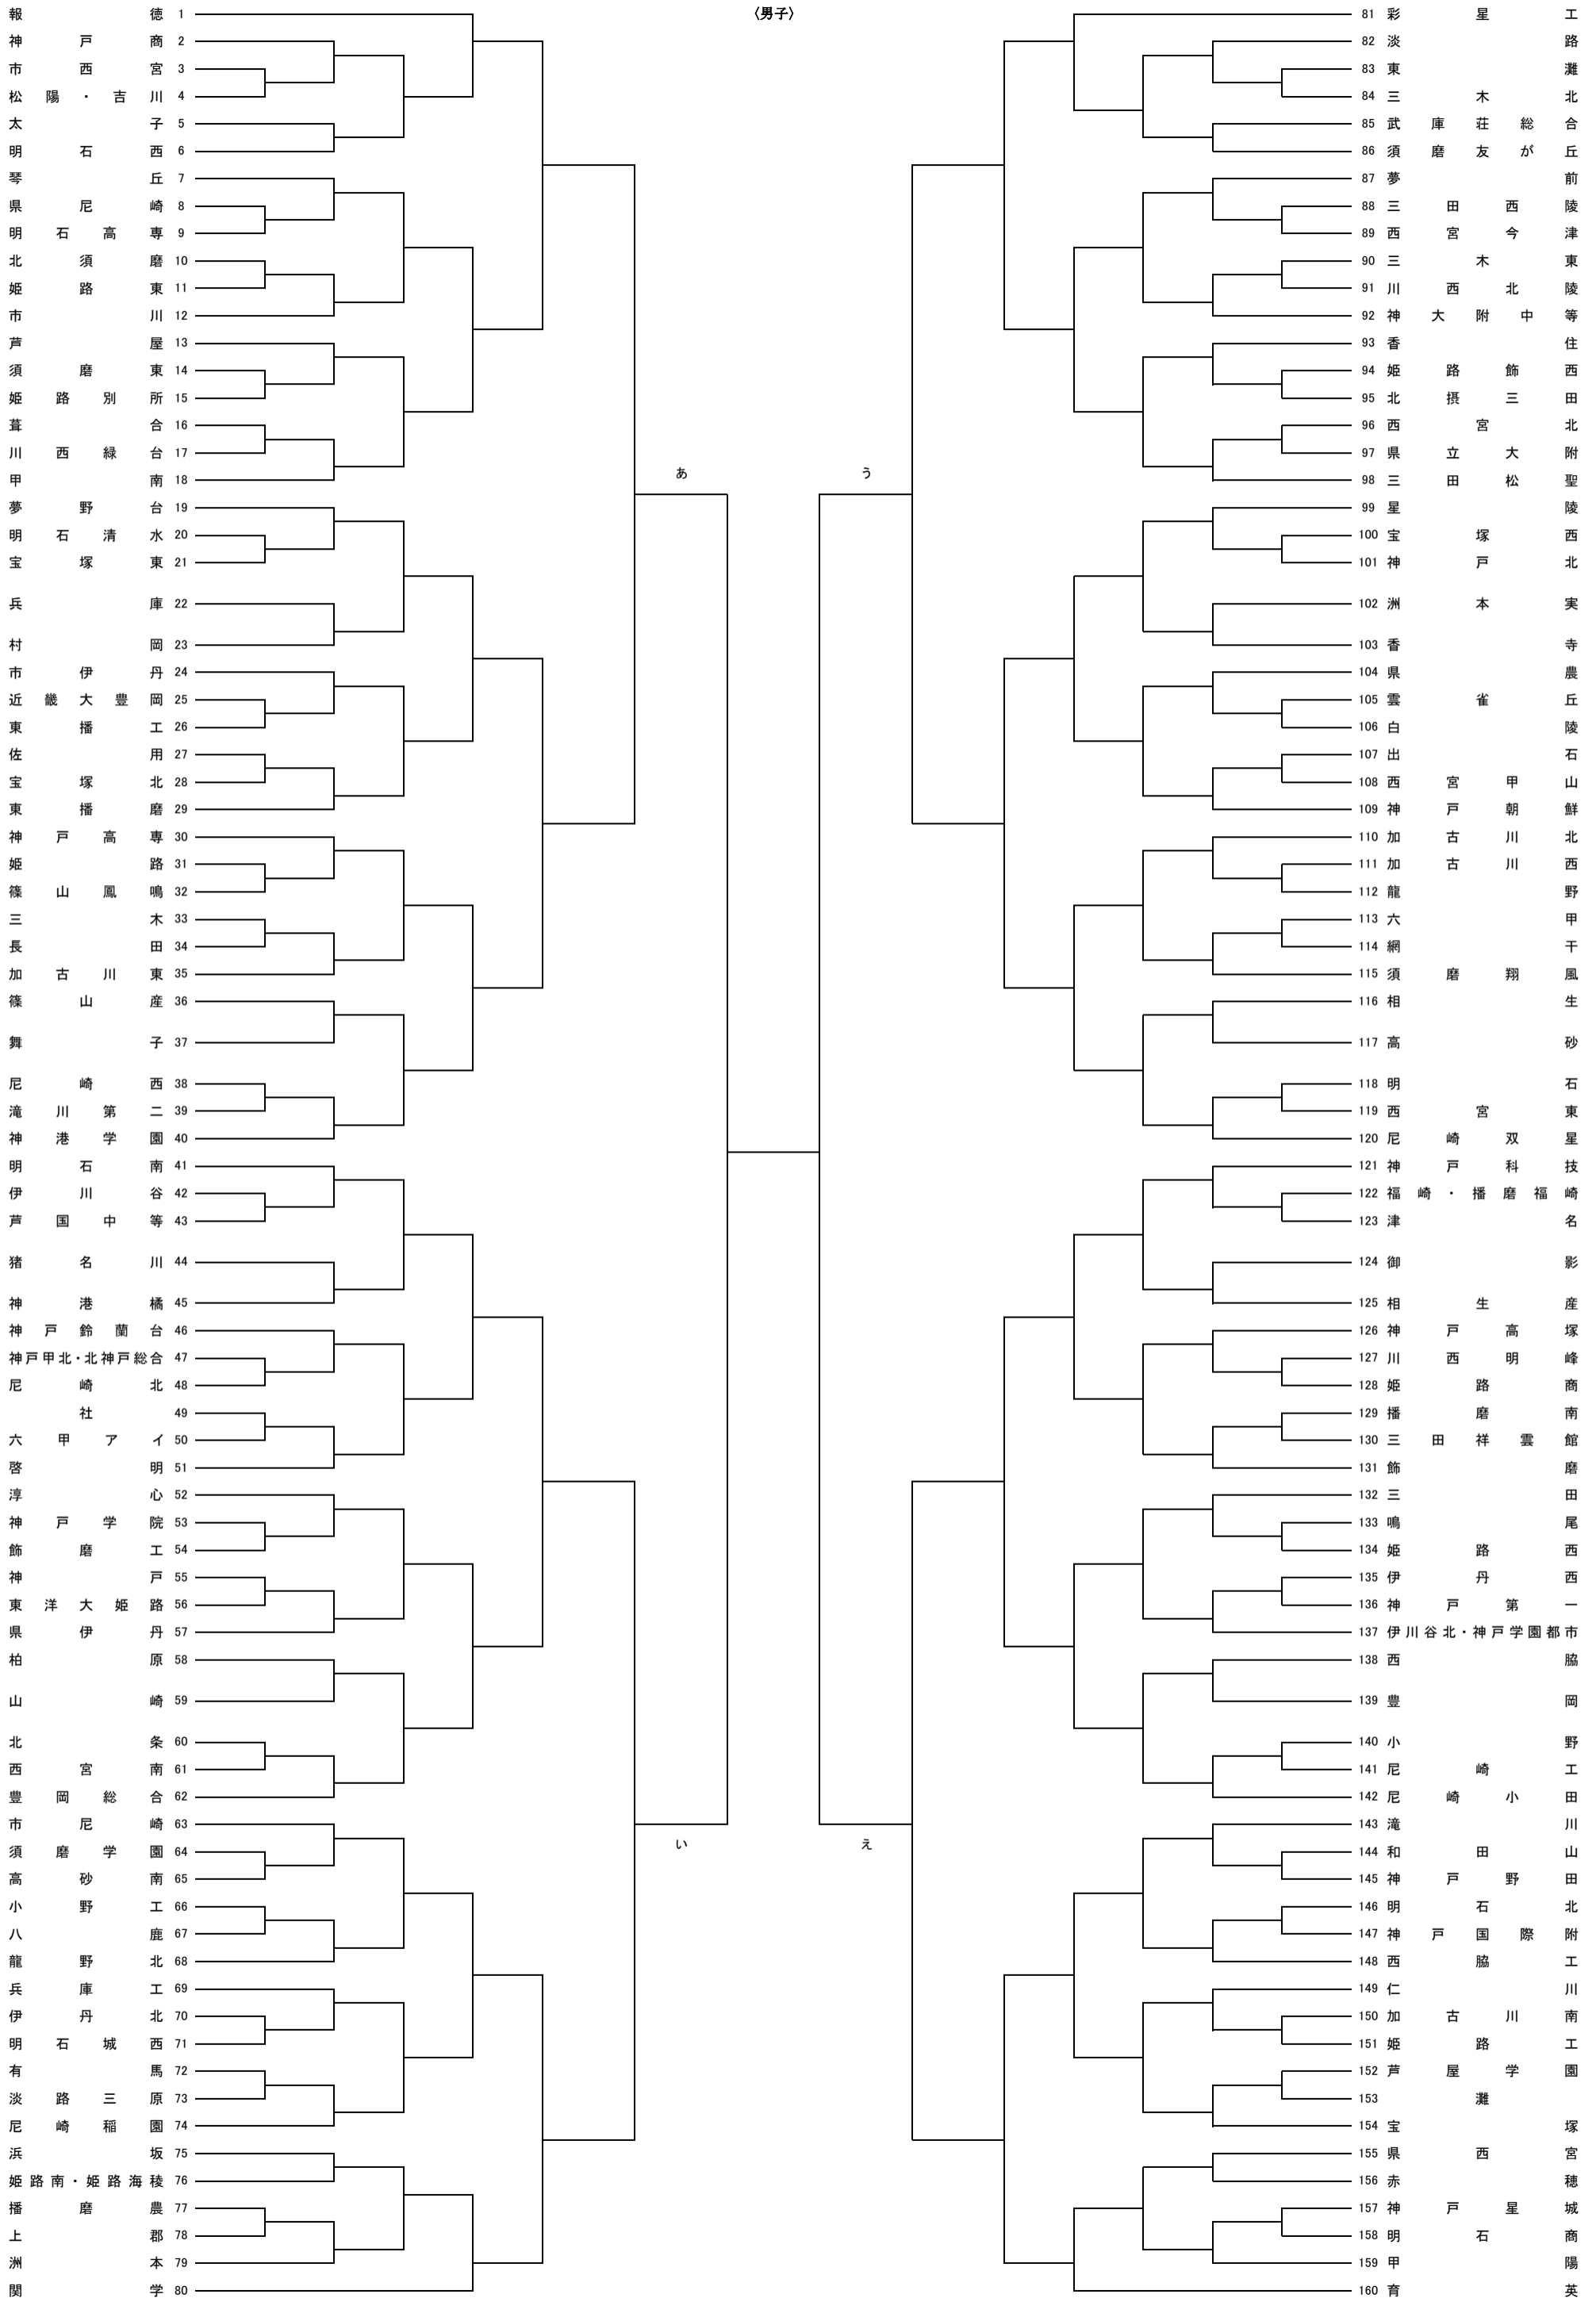 〈男子〉
報徳 1
神戸商 2
市西宮 3
松陽・吉川 4
太子 5
明石西 6
琴丘 7
県尼崎 8
明石高専 9
北須磨 10
姫路東 11
市川 12
芦屋 13
須磨東 14
姫路別所 15
葺合 16
川西緑台 17
甲南 18
夢野台 19
明石清水 20
宝塚東 21
兵庫 22
村岡 23
市伊丹 24
近畿大豊岡 25
東播工 26
佐用 27
宝塚北 28
東播磨 29
神戸高専 30
姫路 31
篠山鳳鳴 32
三木 33
長田 34
加古川東 35
篠山産 36
舞子 37
尼崎西 38
滝川第二 39
神港学園 40
明石南 41
伊川谷 42
芦国中等 43
猪名川 44
神港橘 45
神戸鈴蘭台 46
神戸甲北・北神戸総合 47
尼崎北 48
社 49
六甲アイ 50
啓明 51
淳心 52
神戸学院 53
飾磨工 54
神戸 55
東洋大姫路 56
県伊丹 57
柏原 58
山崎 59
北条 60
西宮南 61
豊岡総合 62
市尼崎 63
須磨学園 64
高砂南 65
小野工 66
八鹿 67
龍野北 68
兵庫工 69
伊丹北 70
明石城西 71
有馬 72
淡路三原 73
尼崎稲園 74
浜坂 75
姫路南・姫路海稜 76
播磨農 77
上郡 78
洲本 79
関学 80
あ
い
う
え
81 彩星工
82 淡路
83 東灘
84 三木北
85 武庫荘総合
86 須磨友が丘
87 夢前
88 三田西陵
89 西宮今津
90 三木東
91 川西北陵
92 神大附中等
93 香住
94 姫路飾西
95 北摂三田
96 西宮北
97 県立大附
98 三田松聖
99 星陵
100 宝塚西
101 神戸北
102 洲本実
103 香寺
104 県農
105 雲雀丘
106 白陵
107 出石
108 西宮甲山
109 神戸朝鮮
110 加古川北
111 加古川西
112 龍野
113 六甲
114 網干
115 須磨翔風
116 相生
117 高砂
118 明石
119 西宮東
120 尼崎双星
121 神戸科技
122 福崎・播磨福崎
123 津名
124 御影
125 相生産
126 神戸高塚
127 川西明峰
128 姫路商
129 播磨南
130 三田祥雲館
131 飾磨
132 三田
133 鳴尾
134 姫路西
135 伊丹西
136 神戸第一
137 伊川谷北・神戸学園都市
138 西脇
139 豊岡
140 小野
141 尼崎工
142 尼崎小田
143 滝川
144 和田山
145 神戸野田
146 明石北
147 神戸国際附
148 西脇工
149 仁川
150 加古川南
151 姫路工
152 芦屋学園
153 灘
154 宝塚
155 県西宮
156 赤穂
157 神戸星城
158 明石商
159 甲陽
160 育英